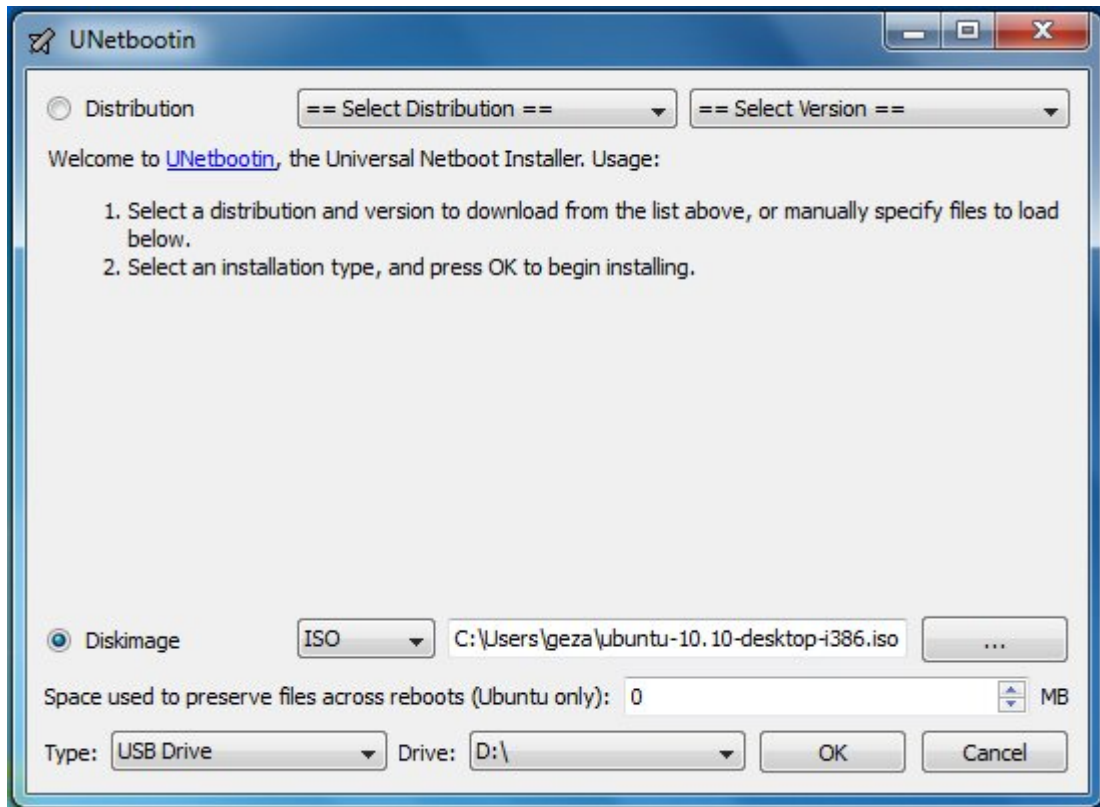 UNetbootin
Distribution == Select Distribution == == Select Version ==
Welcome to UNetbootin, the Universal Netboot Installer. Usage:
1. Select a distribution and version to download from the list above, or manually specify files to load
below.
2. Select an installation type, and press OK to begin installing.
Diskimage ISO C:\Users\geza\ubuntu-10.10-desktop-i386.iso ...
Space used to preserve files across reboots (Ubuntu only): 0 MB
Type: USB Drive Drive: D:\ OK Cancel